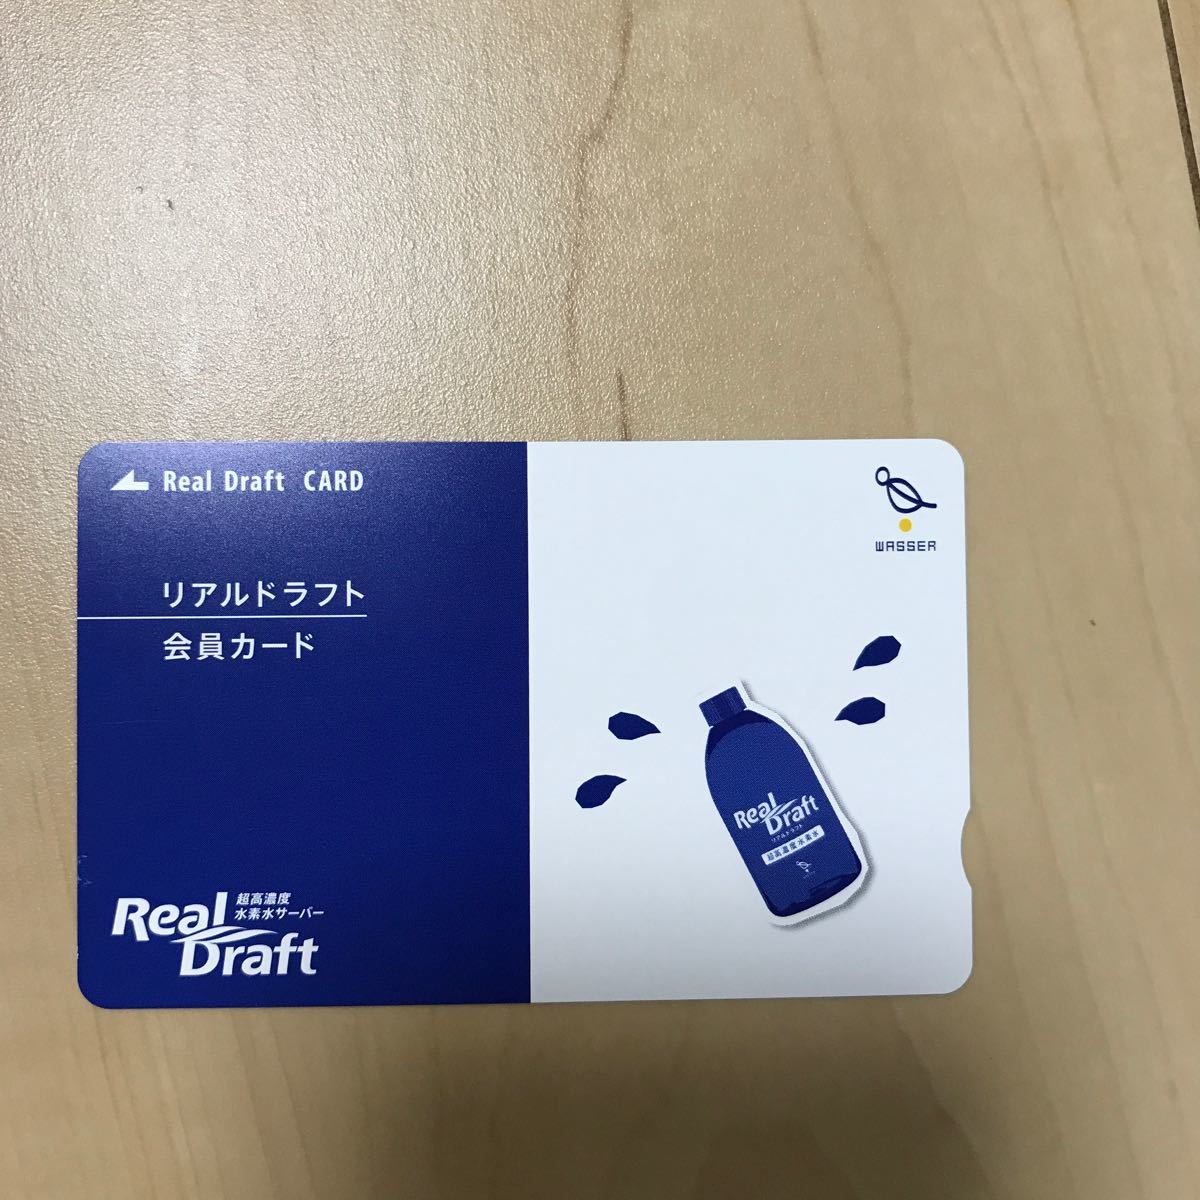 Real Draft CARD
リアルドラフト
会員カード
Real Draft
超高濃度
水素水サーバー
WASSER
Real Draft
リアルドラフト
超高濃度水素水